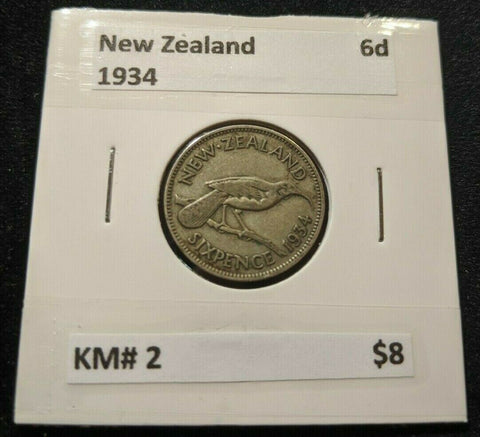 New Zealand 6d
1934
NEW·ZEALAND
SIXPENCE 1934
KM# 2 $8